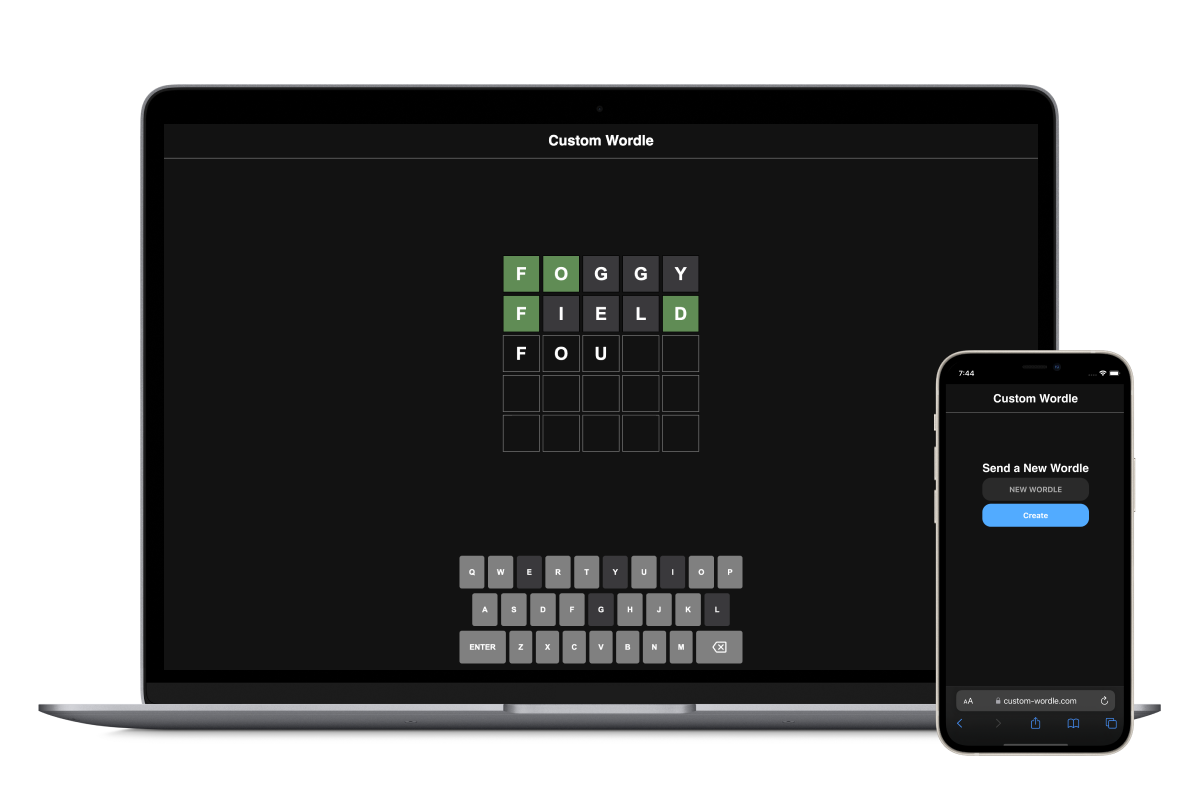 Custom Wordle
F O G G Y
F I E L D
F O U
Q W E R T Y U I O P
A S D F G H J K L
ENTER Z X C V B N M
7:44
Custom Wordle
Send a New Wordle
NEW WORDLE
Create
AA custom-wordle.com